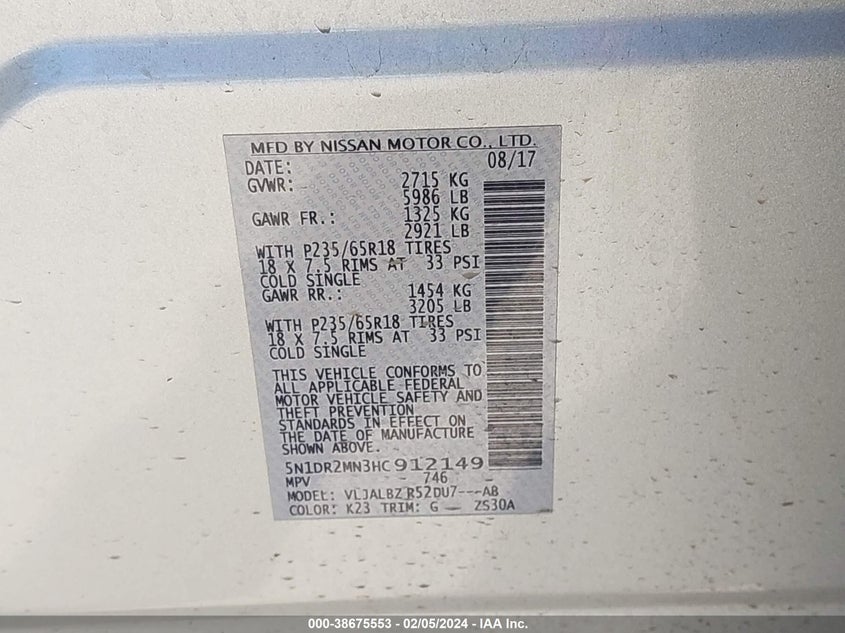 MFD BY NISSAN MOTOR CO., LTD.
DATE: 08/17
GVWR: 2715 KG
5986 LB
GAWR FR.: 1325 KG
2921 LB
WITH P235/65R18 TIRES
18 X 7.5 RIMS AT 33 PSI
COLD SINGLE
GAWR RR.: 1454 KG
3205 LB
WITH P235/65R18 TIRES
18 X 7.5 RIMS AT 33 PSI
COLD SINGLE
THIS VEHICLE CONFORMS TO
ALL APPLICABLE FEDERAL
MOTOR VEHICLE SAFETY AND
THEFT PREVENTION
STANDARDS IN EFFECT ON
THE DATE OF MANUFACTURE
SHOWN ABOVE.
5N1DR2MN3HC912149
MPV 746
MODEL: VLJALBZ R52DU7---AB
COLOR: K23 TRIM: G ZS30A
000-38675553 - 02/05/2024 - IAA Inc.